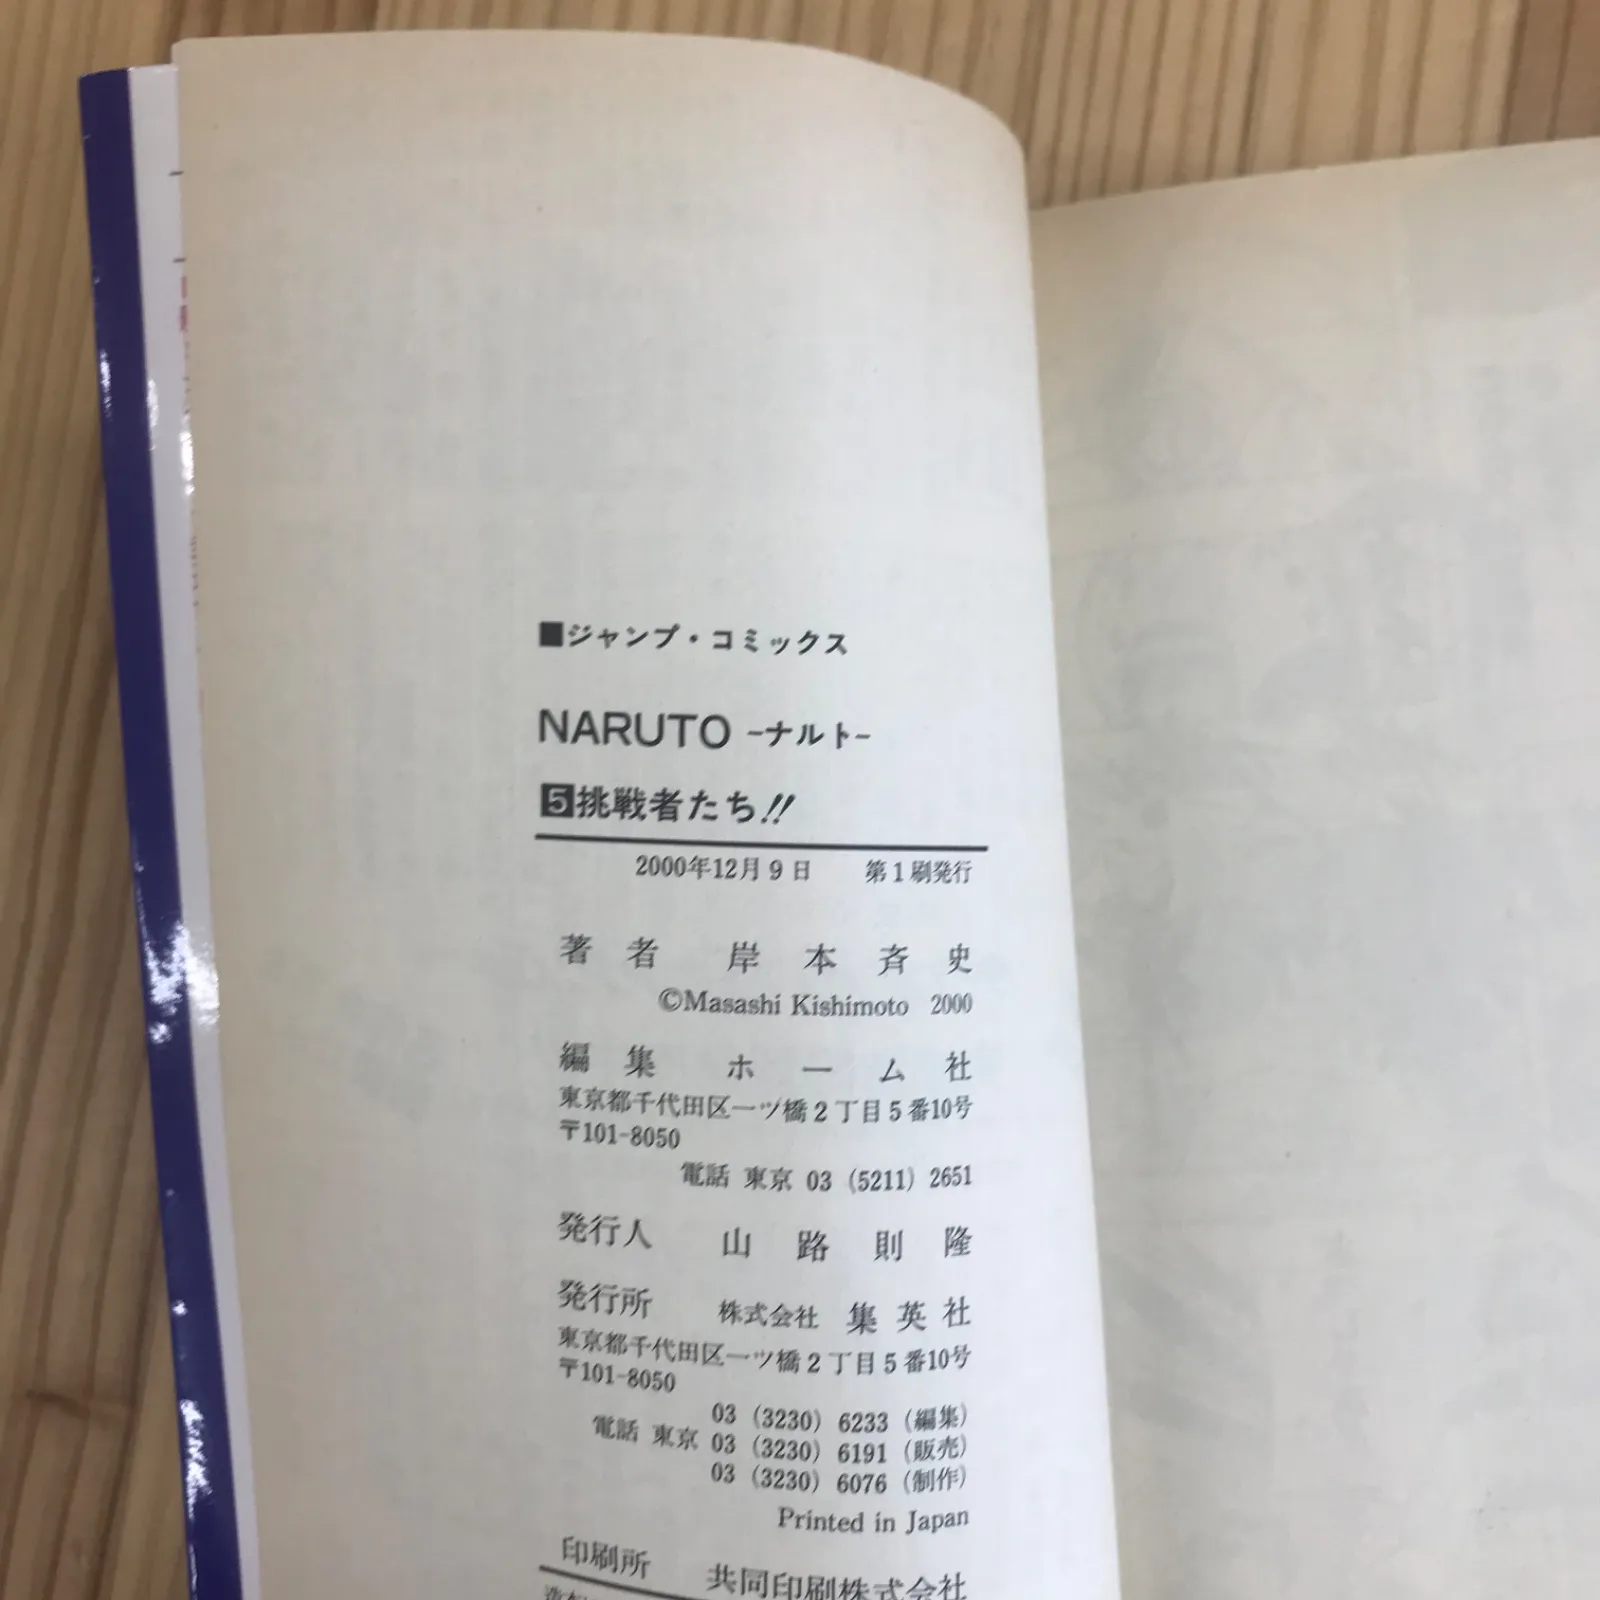 ■ジャンプ・コミックス
NARUTO -ナルト-
5挑戦者たち!!
2000年12月9日 第1刷発行
著者 岸本斉史
©Masashi Kishimoto 2000
編集 ホーム社
東京都千代田区一ツ橋2丁目5番10号
〒101-8050
電話 東京 03 (5211) 2651
発行人 山路則隆
発行所 株式会社 集英社
東京都千代田区一ツ橋2丁目5番10号
〒101-8050
03 (3230) 6233 (編集)
電話 東京 03 (3230) 6191 (販売)
03 (3230) 6076 (制作)
Printed in Japan
印刷所 共同印刷株式会社